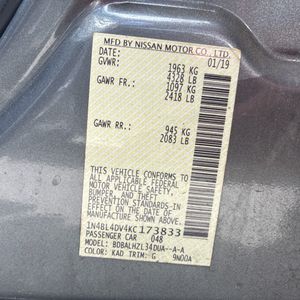 MFD BY NISSAN MOTOR CO., LTD.
01/19
GVWR: 1963 KG
4328 LB
GAWR FR: 1097 KG
2418 LB
GAWR RR: 945 KG
2083 LB
THIS VEHICLE CONFORMS TO ALL
APPLICABLE FEDERAL MOTOR
VEHICLE SAFETY,
BUMPER, AND THEFT
PREVENTION STANDARDS
IN EFFECT ON THE DATE OF
MANUFACTURE SHOWN ABOVE.
1N4BL4DV4KC173833
PASSENGER CAR 048
MODEL: BDBALHZL34DUA--A-A
COLOR: KAD TRIM: G 9N00A